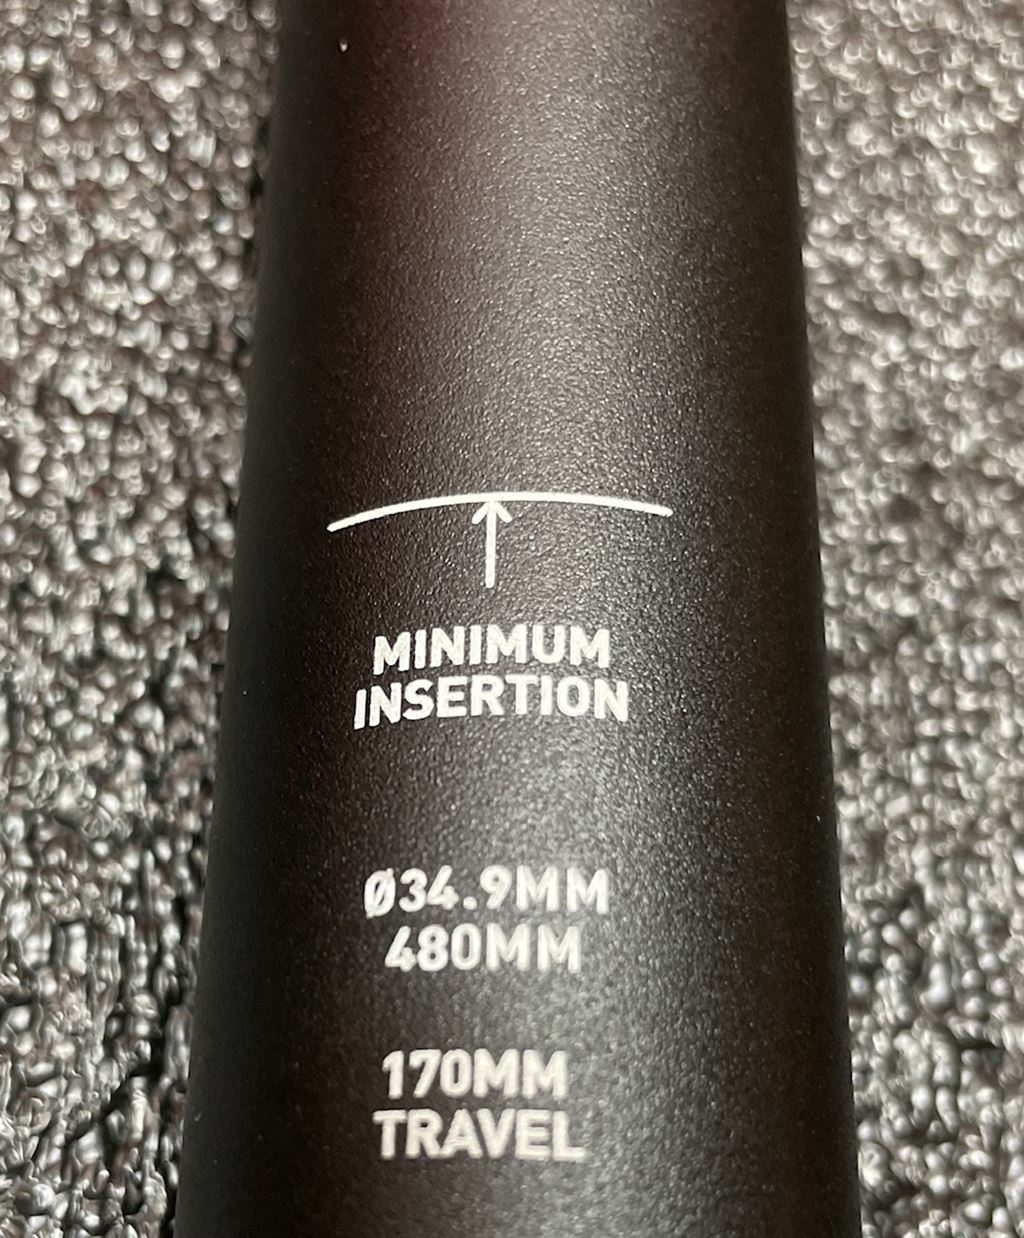 MINIMUM
INSERTION
Ø34.9MM
480MM
170MM
TRAVEL